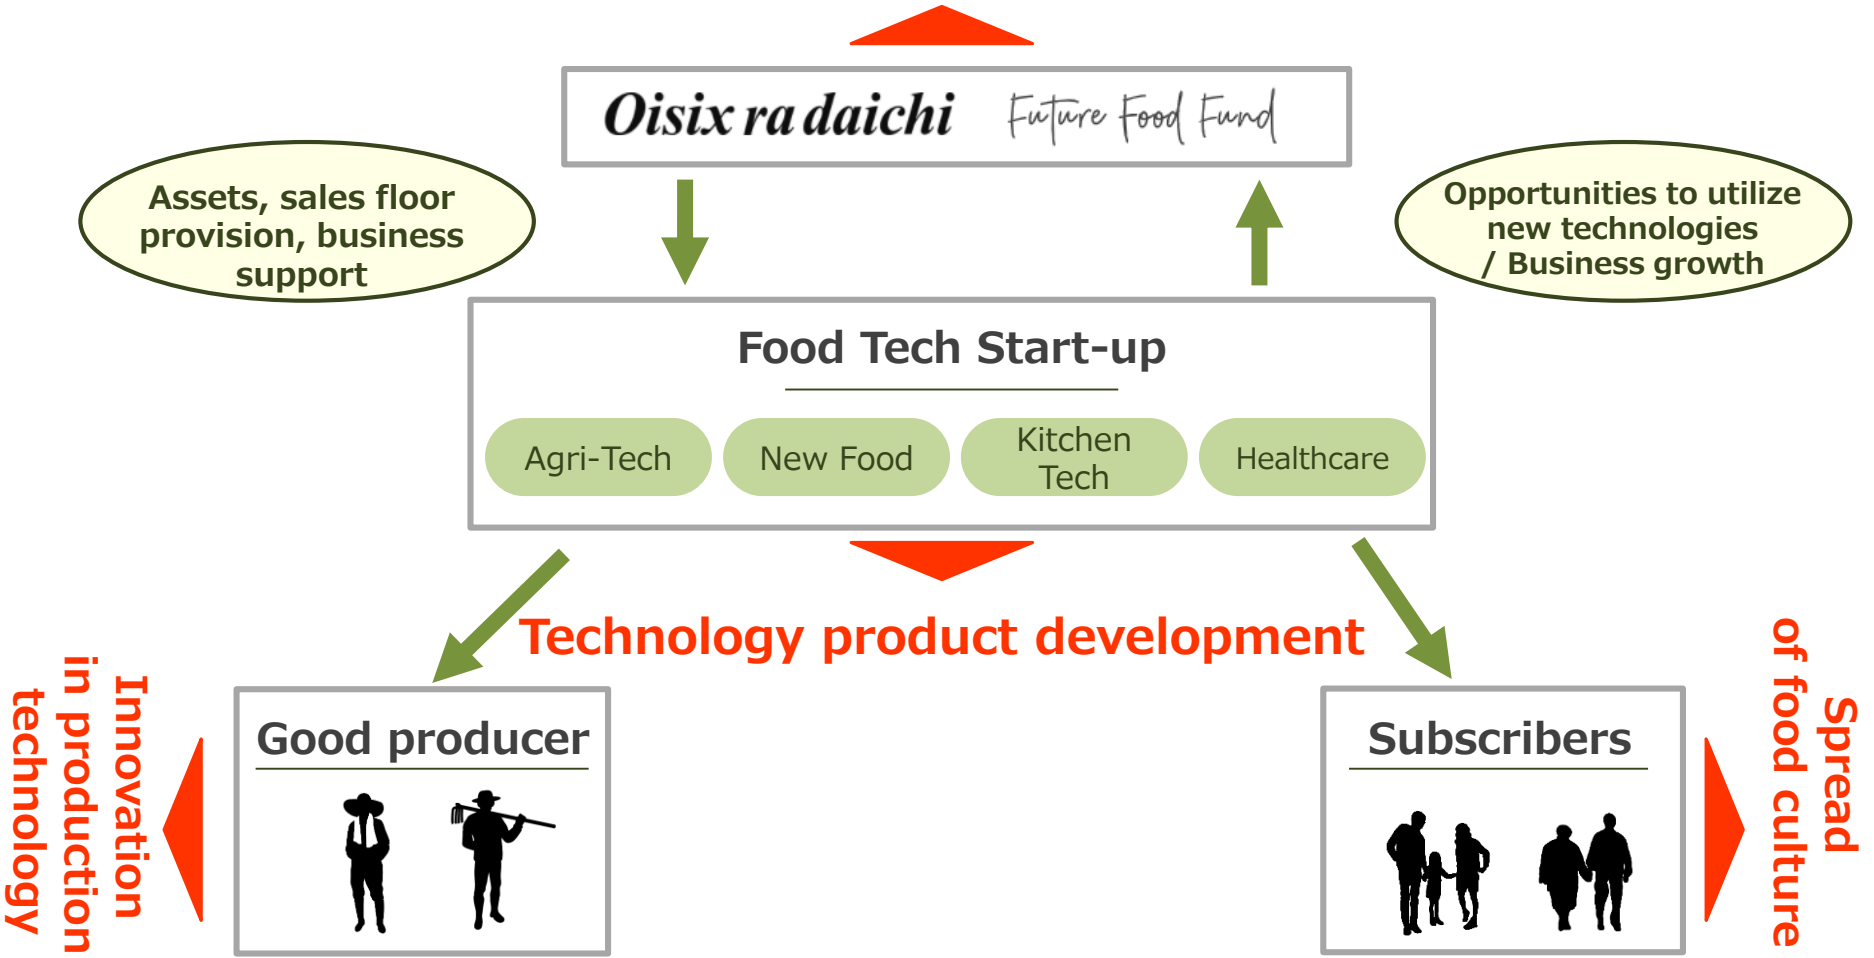 Oisix ra daichi
Future Food Fund
Assets, sales floor
provision, business
support
Opportunities to utilize
new technologies
/ Business growth
Food Tech Start-up
Agri-Tech
New Food
Kitchen
Tech
Healthcare
Technology product development
Innovation
in production
technology
Good producer
Subscribers
Spread
of food culture